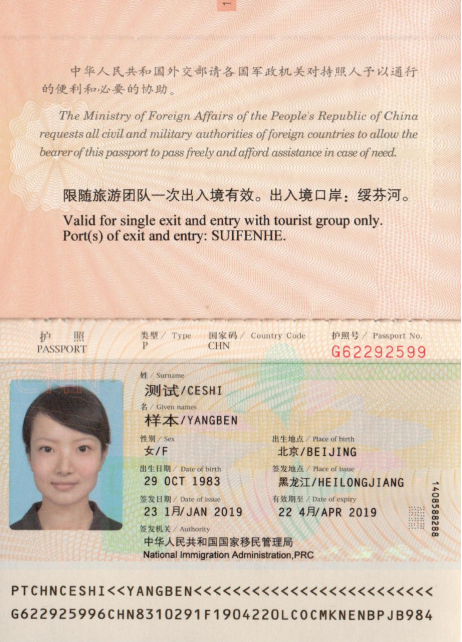 中华人民共和国外交部请各国军政机关对持照人予以通行
的便利和必要的协助。
The Ministry of Foreign Affairs of the People's Republic of China
requests all civil and military authorities of foreign countries to allow the
bearer of this passport to pass freely and afford assistance in case of need.
限随旅游团队一次出入境有效。出入境口岸：绥芬河。
Valid for single exit and entry with tourist group only.
Port(s) of exit and entry: SUIFENHE.
护 照 类型 / Type 国家码 / Country Code 护照号 / Passport No.
PASSPORT P CHN G62292599
姓 / Surname
测试/CESHI
名 / Given names
样本/YANGBEN
性别 / Sex 出生地点 / Place of birth
女/F 北京/BEIJING
出生日期 / Date of birth 签发地点 / Place of issue
29 OCT 1983 黑龙江/HEILONGJIANG
签发日期 / Date of issue 有效期至 / Date of expiry
23 1月/JAN 2019 22 4月/APR 2019
签发机关 / Authority
中华人民共和国国家移民管理局
National Immigration Administration,PRC
1408588288
PTCHNCESHI<<YANGBEN<<<<<<<<<<<<<<<<<<<<<<<<<
G622925996CHN8310291F1904220LCOCMKNENBPJB984